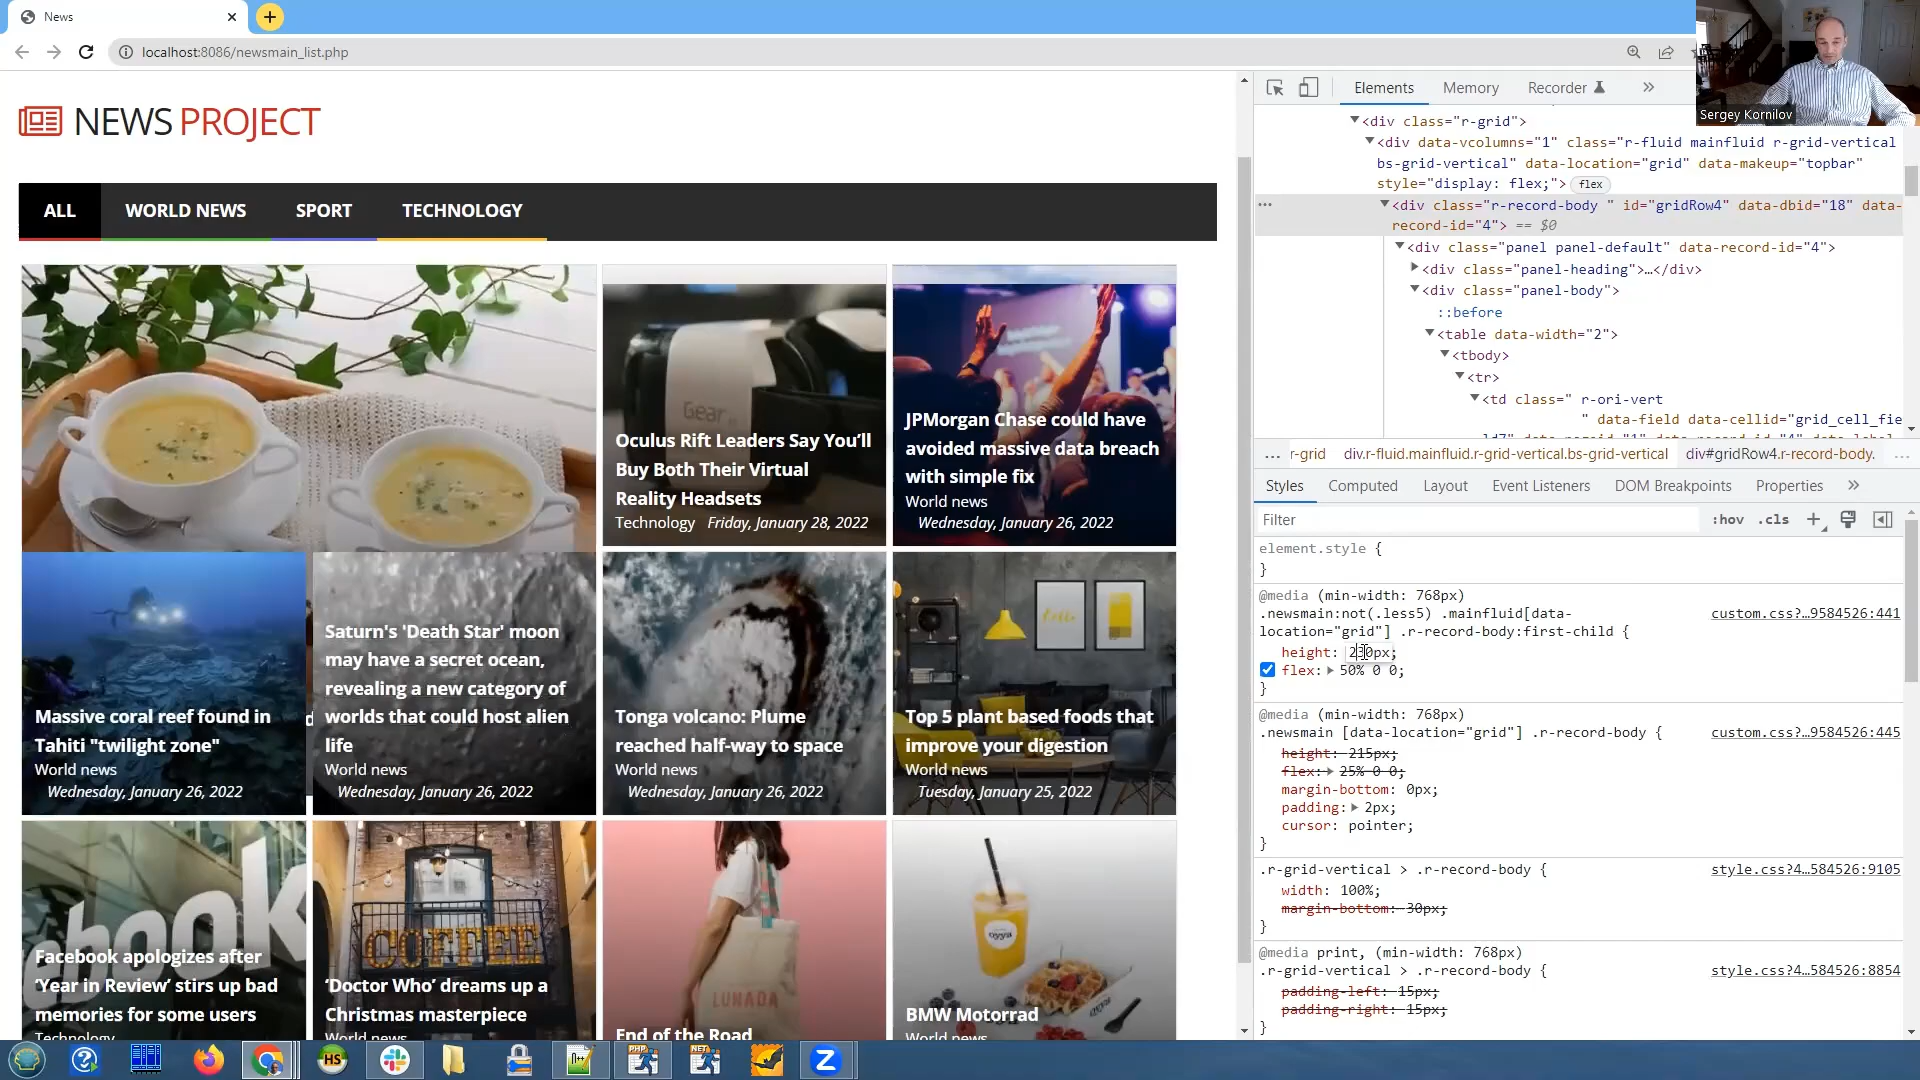 News
localhost:8086/newsmain_list.php
Sergey Kornilov
NEWS PROJECT
ALL
WORLD NEWS
SPORT
TECHNOLOGY
Gear
Oculus Rift Leaders Say You'll
Buy Both Their Virtual
Reality Headsets
Technology Friday, January 28, 2022
JPMorgan Chase could have
avoided massive data breach
with simple fix
World news
Wednesday, January 26, 2022
Massive coral reef found in
Tahiti "twilight zone"
World news
Wednesday, January 26, 2022
Saturn's 'Death Star' moon
may have a secret ocean,
revealing a new category of
worlds that could host alien
life
World news
Wednesday, January 26, 2022
Tonga volcano: Plume
reached half-way to space
World news
Wednesday, January 26, 2022
hello
Top 5 plant based foods that
improve your digestion
World news
Tuesday, January 25, 2022
ebook
Facebook apologizes after
'Year in Review' stirs up bad
memories for some users
Technology
COFFEE
'Doctor Who' dreams up a
Christmas masterpiece
World news
LUNADA
End of the Road
BMW Motorrad
World news
Elements
Memory
Recorder
<div class="r-grid">
<div data-vcolumns="1" class="r-fluid mainfluid r-grid-vertical
bs-grid-vertical" data-location="grid" data-makeup="topbar"
style="display: flex;"> flex
<div class="r-record-body " id="gridRow4" data-dbid="18" data-
record-id="4"> == $0
<div class="panel panel-default" data-record-id="4">
<div class="panel-heading">…</div>
<div class="panel-body">
::before
<table data-width="2">
<tbody>
<tr>
<td class=" r-ori-vert
" data-field data-cellid="grid_cell_fie
… r-grid div.r-fluid.mainfluid.r-grid-vertical.bs-grid-vertical div#gridRow4.r-record-body. …
Styles
Computed
Layout
Event Listeners
DOM Breakpoints
Properties
Filter
:hov .cls
element.style {
}
@media (min-width: 768px)
.newsmain:not(.less5) .mainfluid[data- custom.css?…9584526:441
location="grid"] .r-record-body:first-child {
height: 230px;
flex: 50% 0 0;
}
@media (min-width: 768px)
.newsmain [data-location="grid"] .r-record-body { custom.css?…9584526:445
height: 215px;
flex: 25% 0 0;
margin-bottom: 0px;
padding: 2px;
cursor: pointer;
}
.r-grid-vertical > .r-record-body { style.css?4…584526:9105
width: 100%;
margin-bottom: 30px;
}
@media print, (min-width: 768px)
.r-grid-vertical > .r-record-body { style.css?4…584526:8854
padding-left: 15px;
padding-right: 15px;
}
HS
PHP
NET
Z